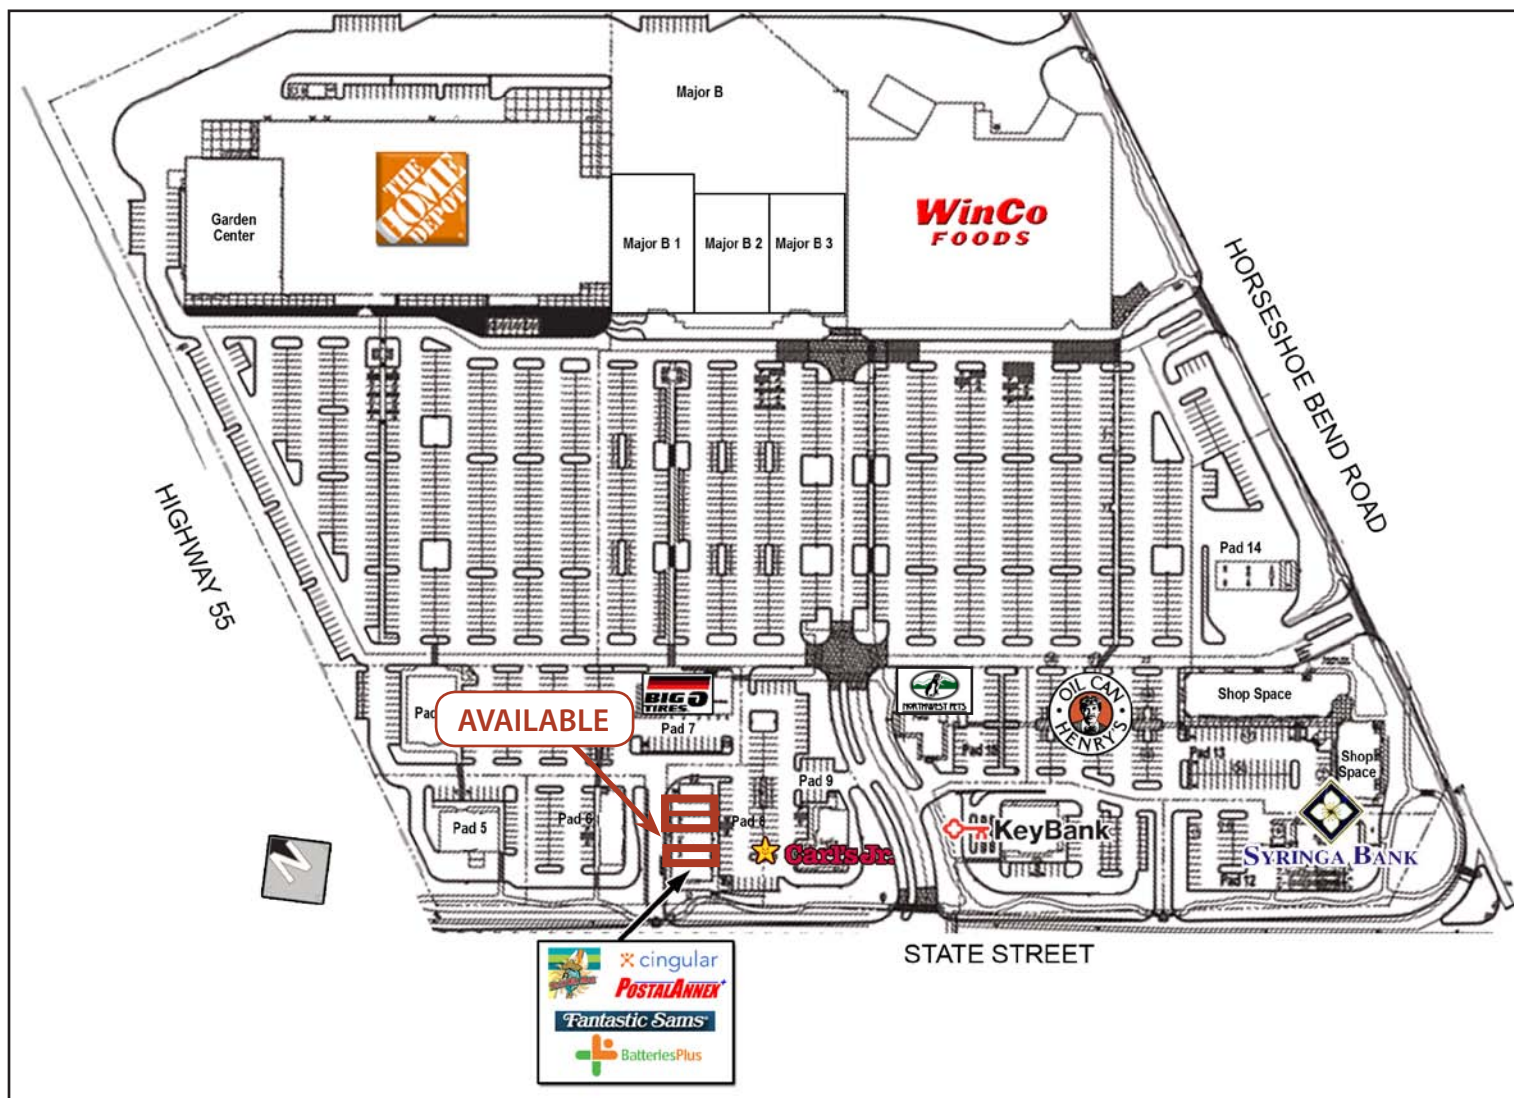 Major B
THE
HOME
DEPOT
Garden
Center
Major B 1
Major B 2
Major B 3
WinCo
FOODS
HORSESHOE BEND ROAD
HIGHWAY 55
Pad 14
BIG O
TIRES
NORTHWEST PETS
OIL CAN
HENRY'S
Shop Space
Pad
AVAILABLE
Pad 7
Pad 13
Shop
Space
Pad 9
Pad 5
Pad 6
Pad 8
Carl's Jr.
KeyBank
SYRINGA BANK
Pad 12
N
STATE STREET
cingular
POSTALANNEX+
Fantastic Sams
BatteriesPlus